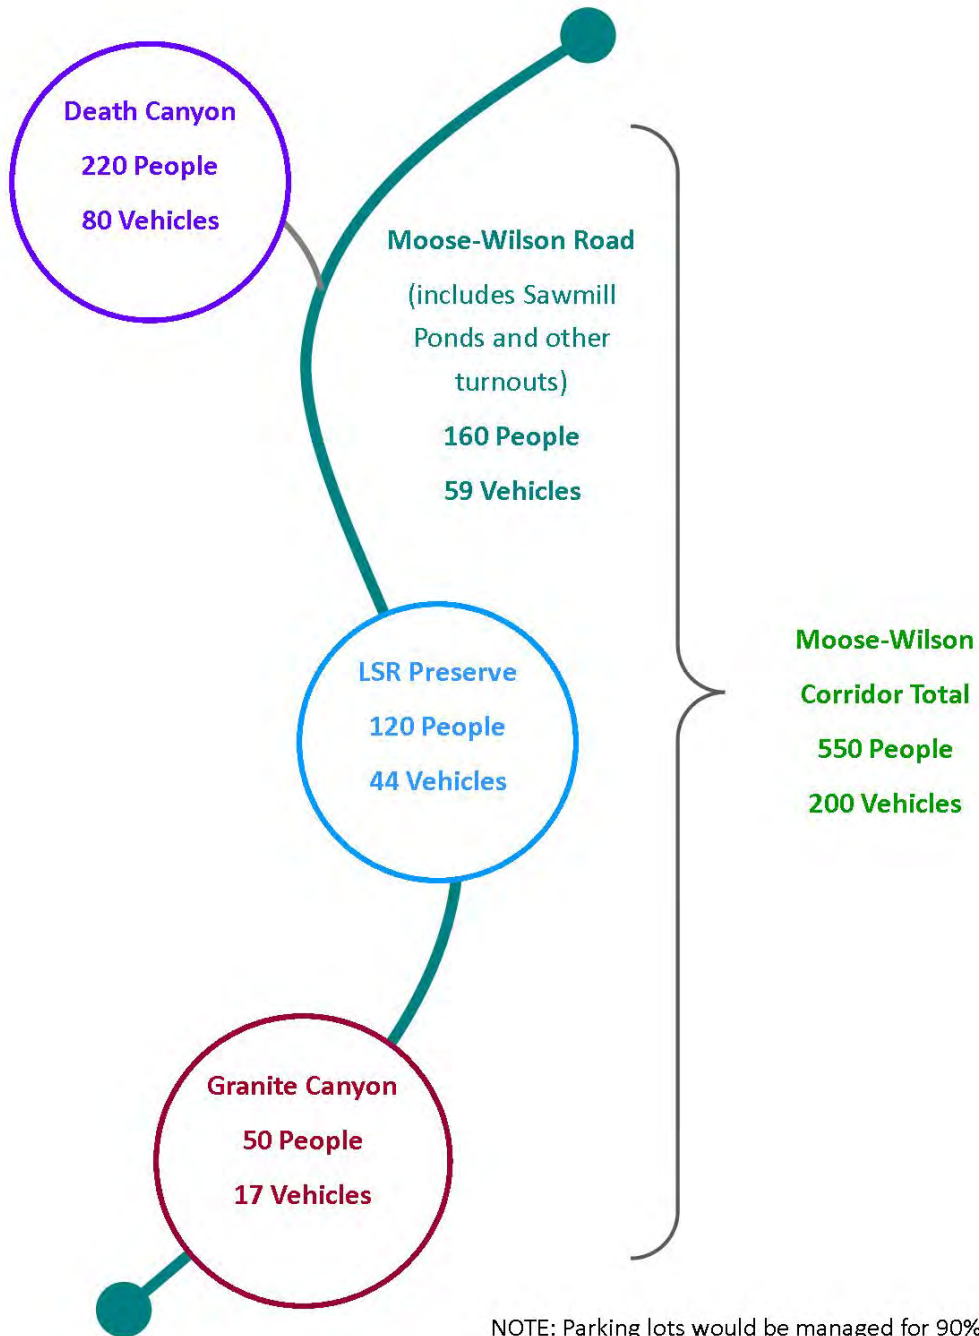 Death Canyon
220 People
80 Vehicles
Moose-Wilson Road
(includes Sawmill
Ponds and other
turnouts)
160 People
59 Vehicles
LSR Preserve
120 People
44 Vehicles
Moose-Wilson
Corridor Total
550 People
200 Vehicles
Granite Canyon
50 People
17 Vehicles
NOTE: Parking lots would be managed for 90%